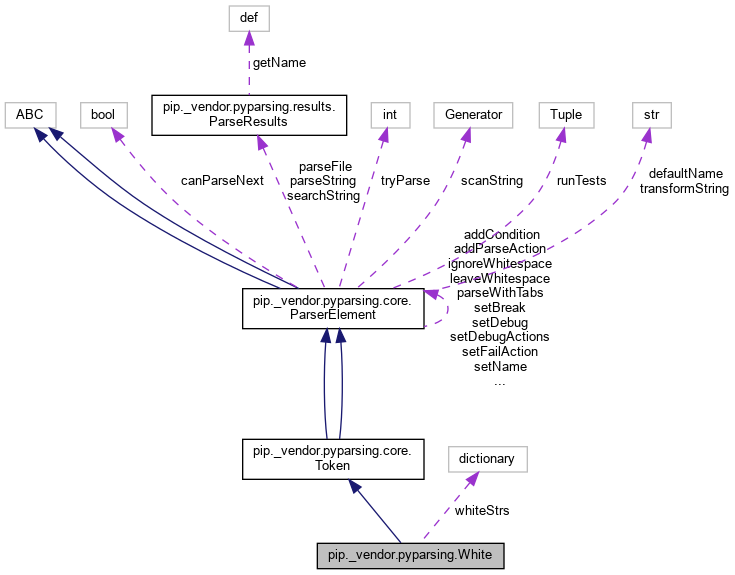 def
getName
ABC
bool
pip._vendor.pyparsing.results.
ParseResults
int
Generator
Tuple
str
canParseNext
parseFile
parseString
searchString
tryParse
scanString
runTests
defaultName
transformString
addCondition
addParseAction
ignoreWhitespace
leaveWhitespace
parseWithTabs
setBreak
setDebug
setDebugActions
setFailAction
setName
...
pip._vendor.pyparsing.core.
ParserElement
pip._vendor.pyparsing.core.
Token
dictionary
whiteStrs
pip._vendor.pyparsing.White